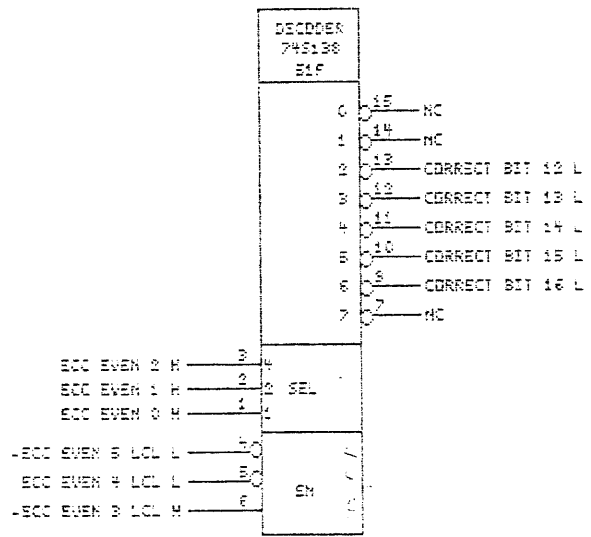 DECODER
74S138
51F
0 15 NC
1 14 NC
2 13 CORRECT BIT 12 L
3 12 CORRECT BIT 13 L
4 11 CORRECT BIT 14 L
5 10 CORRECT BIT 15 L
6 9 CORRECT BIT 16 L
7 7 NC
ECC EVEN 2 H 3 4
ECC EVEN 1 H 2 2 SEL
ECC EVEN 0 H 1 1
-ECC EVEN 5 LCL L 4
ECC EVEN 4 LCL L 5
EN
-ECC EVEN 3 LCL H 6